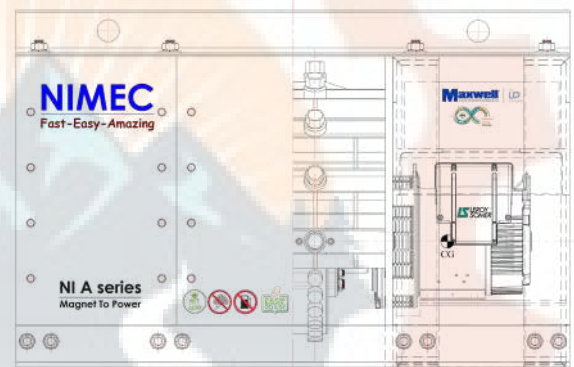 NIMEC
Fast-Easy-Amazing
Maxwell
LEROY
SOMER
CG
NI A series
Magnet To Power